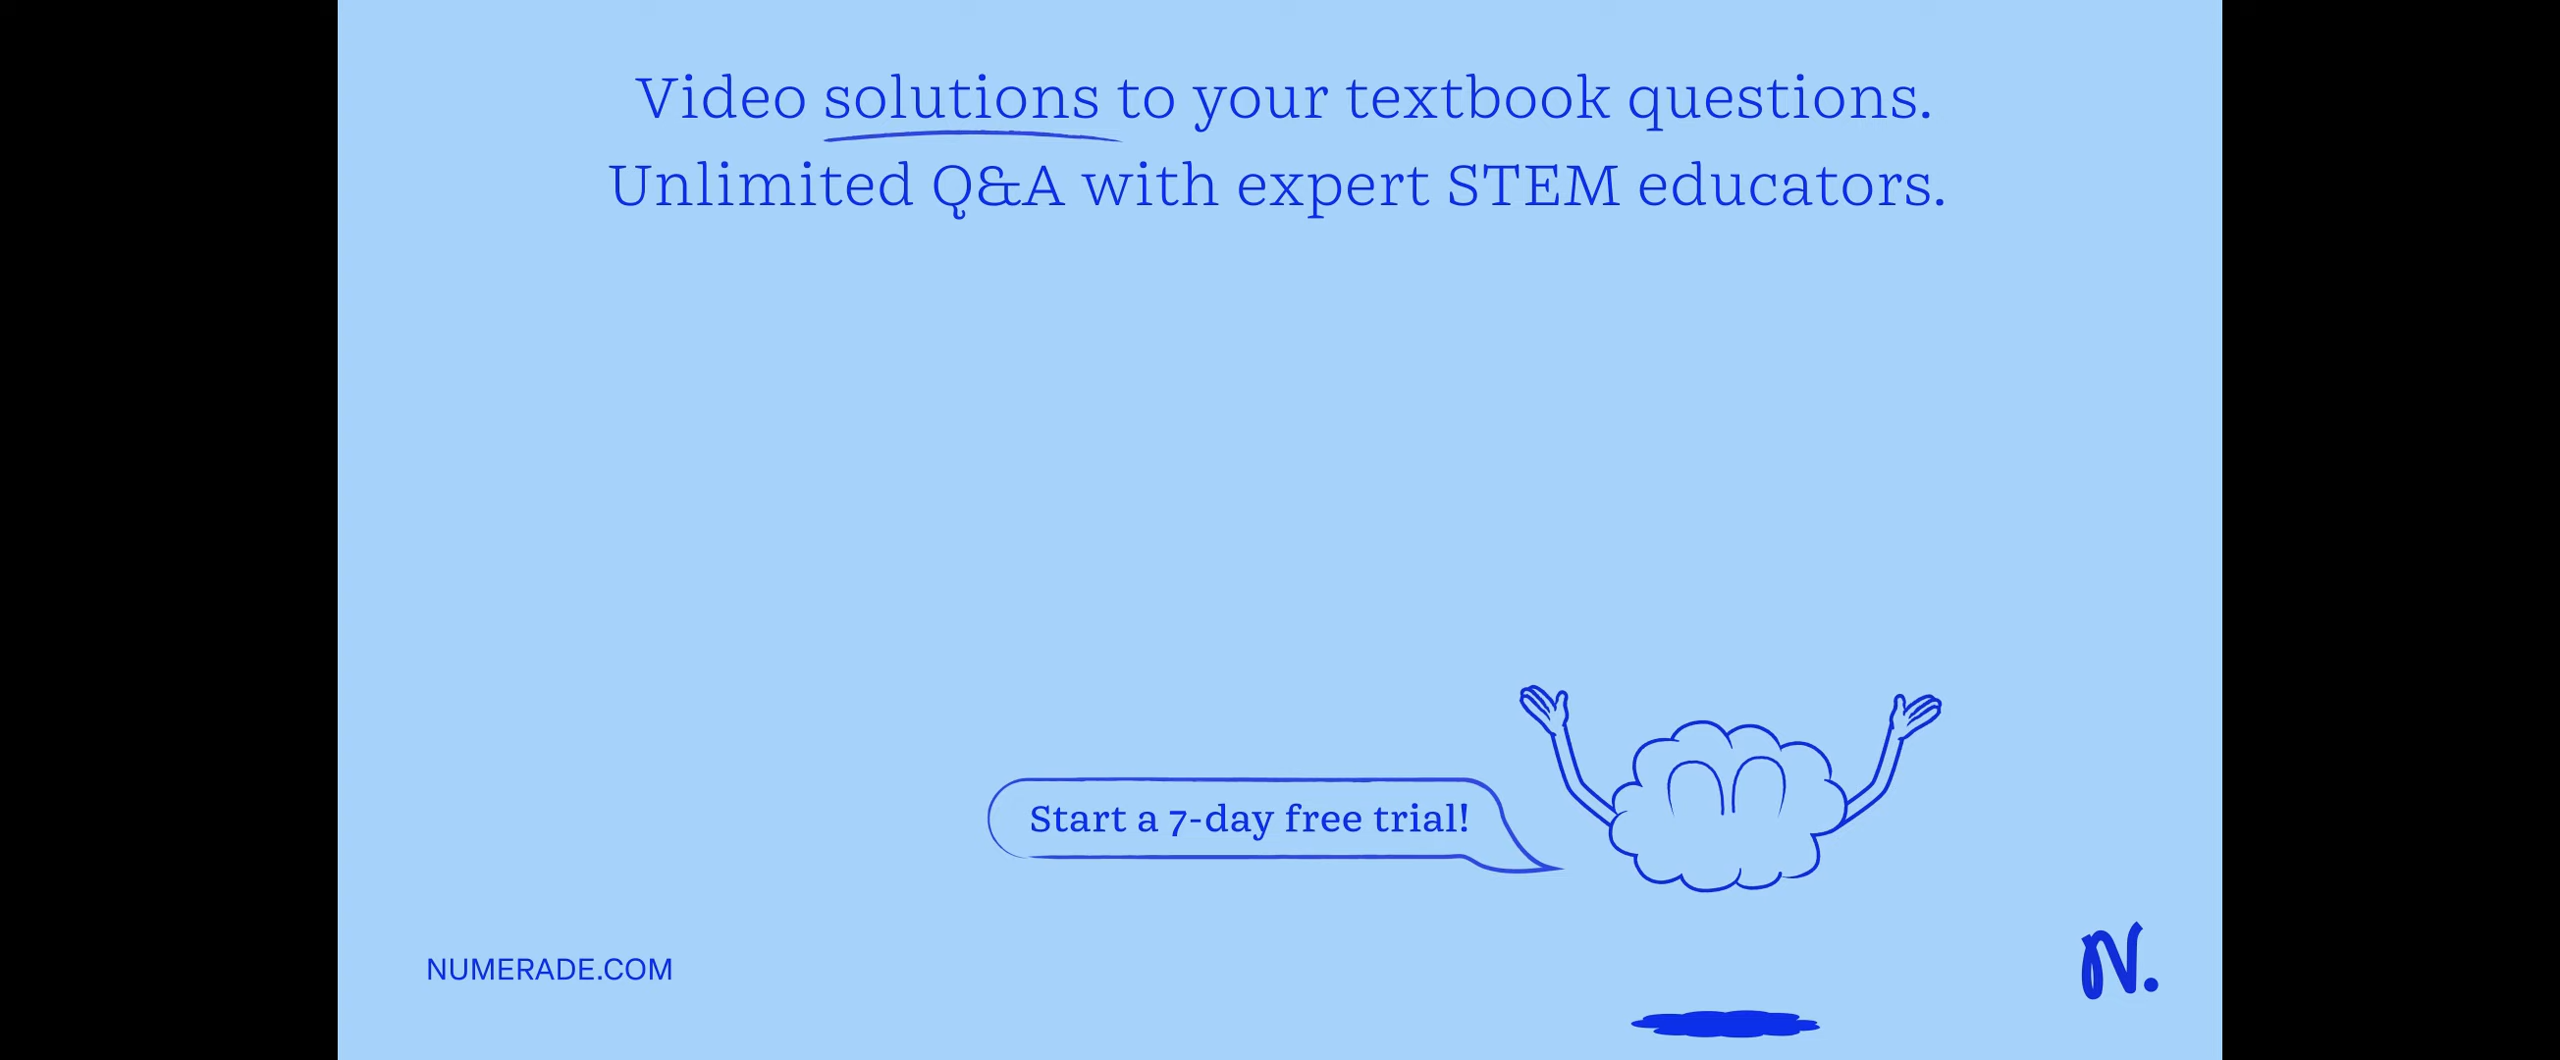 Video solutions to your textbook questions.
Unlimited Q&A with expert STEM educators.
Start a 7-day free trial!
NUMERADE.COM
N.